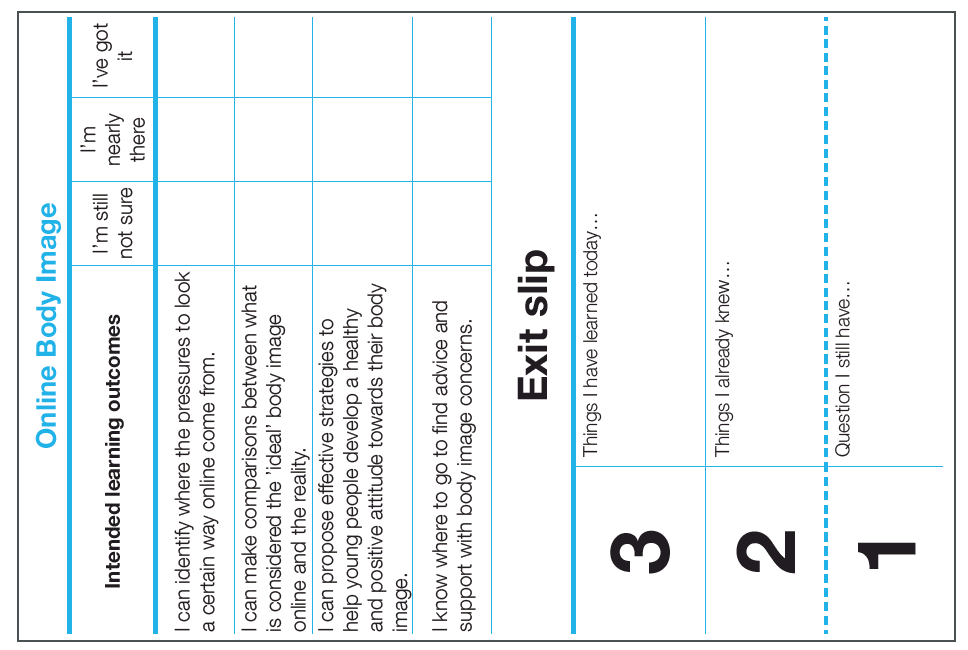 Online Body Image
Intended learning outcomes
I'm still
not sure
I'm
nearly
there
I've got
it
I can identify where the pressures to look
a certain way online come from.
I can make comparisons between what
is considered the 'ideal' body image
online and the reality.
I can propose effective strategies to
help young people develop a healthy
and positive attitude towards their body
image.
I know where to go to find advice and
support with body image concerns.
Exit slip
3
Things I have learned today…
2
Things I already knew…
1
Question I still have…